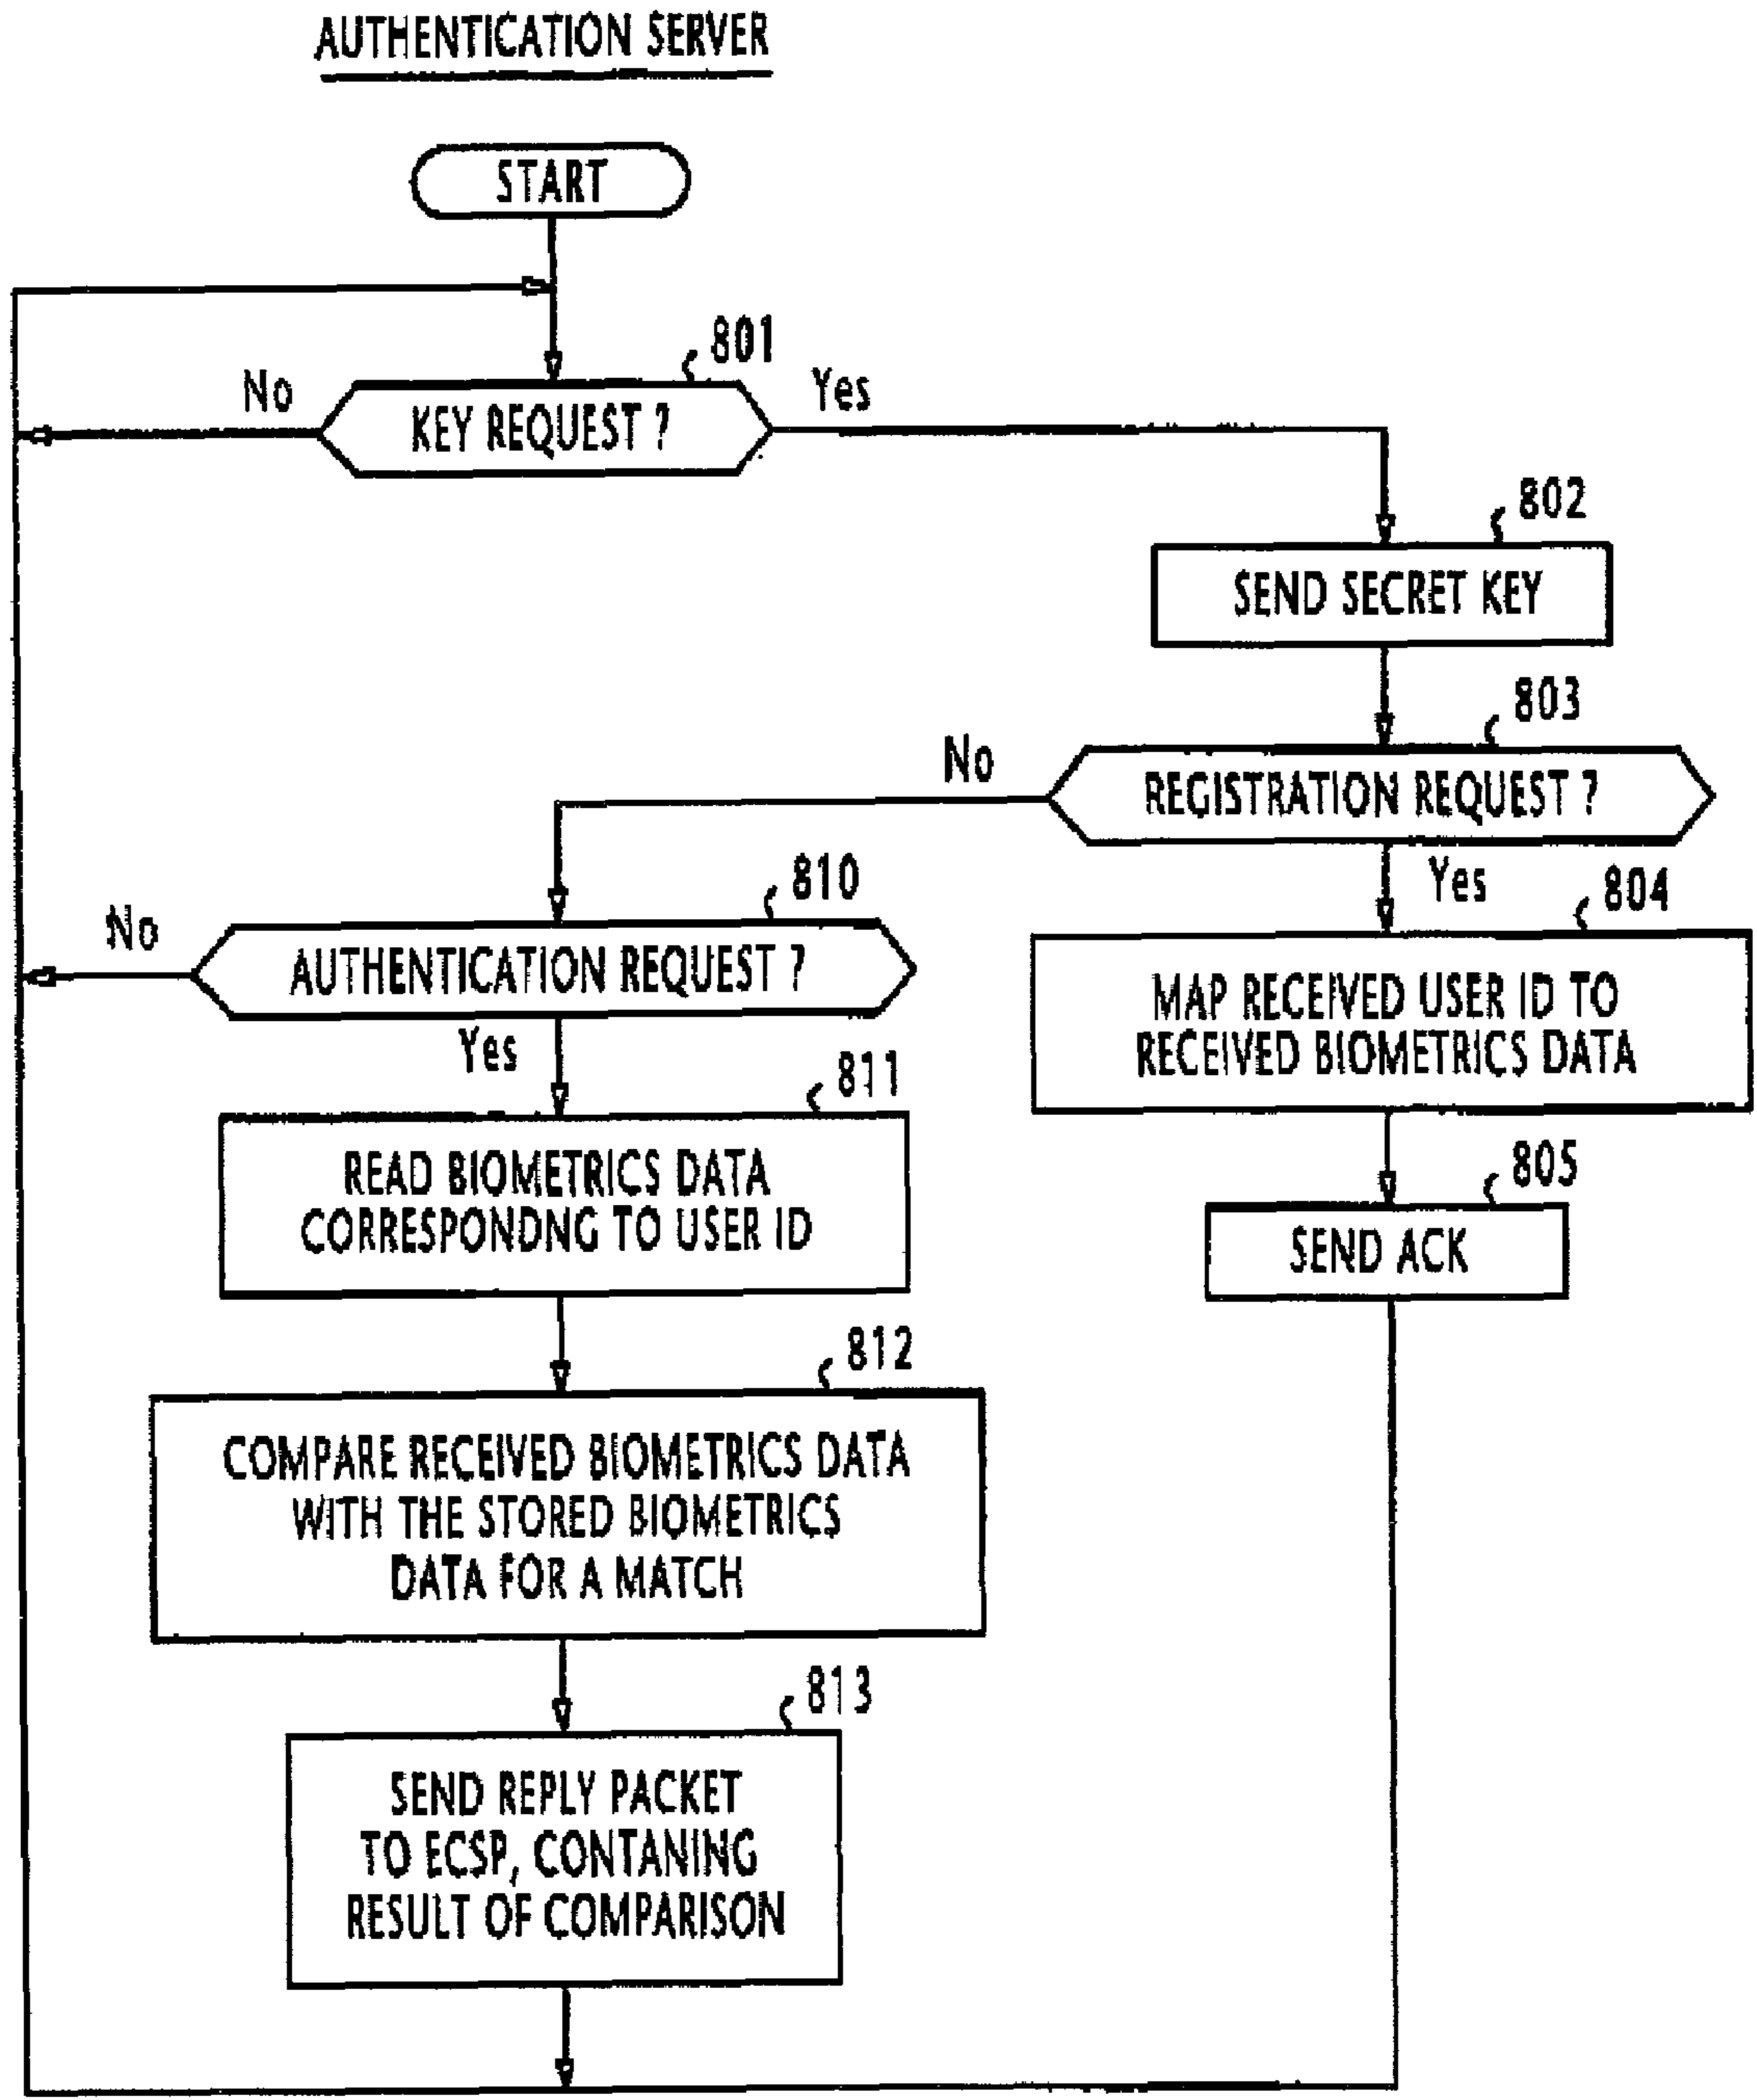 AUTHENTICATION SERVER
START
801
No
Yes
KEY REQUEST ?
802
SEND SECRET KEY
803
No
REGISTRATION REQUEST ?
810
Yes
804
No
AUTHENTICATION REQUEST ?
MAP RECEIVED USER ID TO
RECEIVED BIOMETRICS DATA
Yes
811
READ BIOMETRICS DATA
CORRESPONDNG TO USER ID
805
SEND ACK
812
COMPARE RECEIVED BIOMETRICS DATA
WITH THE STORED BIOMETRICS
DATA FOR A MATCH
813
SEND REPLY PACKET
TO ECSP, CONTANING
RESULT OF COMPARISON